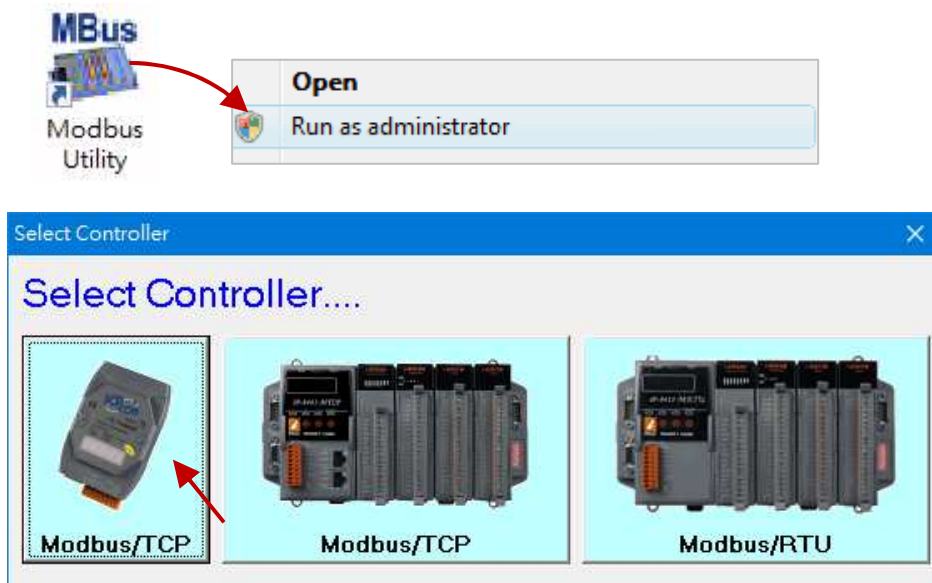 MBus
Modbus
Utility
Open
Run as administrator
Select Controller
Select Controller....
Modbus/TCP
Modbus/TCP
Modbus/RTU